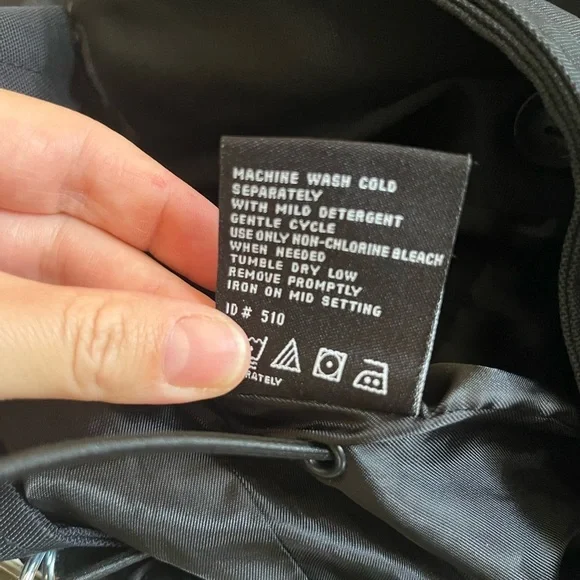 MACHINE WASH COLD
SEPARATELY
WITH MILD DETERGENT
GENTLE CYCLE
USE ONLY NON-CHLORINE BLEACH
WHEN NEEDED
TUMBLE DRY LOW
REMOVE PROMPTLY
IRON ON MID SETTING
ID # 510
RATELY